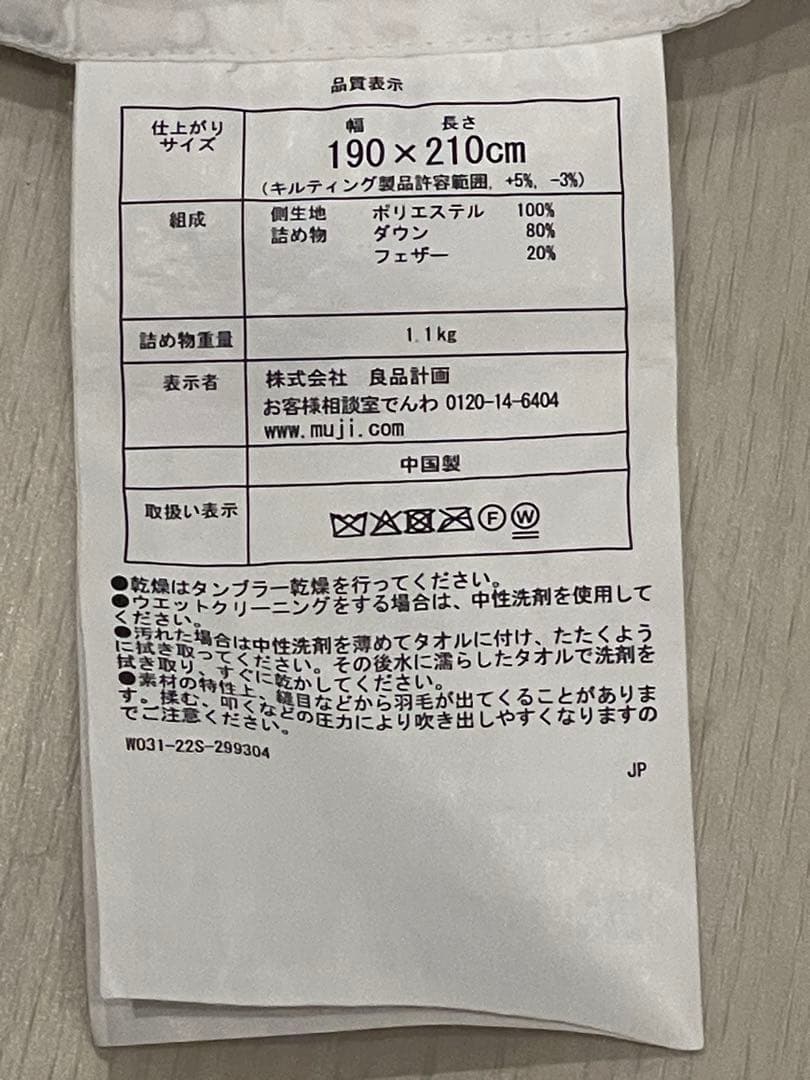 品質表示
仕上がり
サイズ
幅 長さ
190×210cm
(キルティング製品許容範囲, +5%, -3%)
組成
側生地 ポリエステル 100%
詰め物 ダウン 80%
フェザー 20%
詰め物重量 1.1kg
表示者
株式会社 良品計画
お客様相談室でんわ 0120-14-6404
www.muji.com
中国製
取扱い表示
F W
●乾燥はタンブラー乾燥を行ってください。
●ウエットクリーニングをする場合は、中性洗剤を使用して
ください。
●汚れた場合は中性洗剤を薄めてタオルに付け、たたくよう
に拭き取ってください。その後水に濡らしたタオルで洗剤を
拭き取り、すぐに乾かしてください。
●素材の特性上、縫目などから羽毛が出てくることがありま
す。揉む、叩くなどの圧力により吹き出しやすくなりますの
でご注意ください。
W031-22S-299304
JP